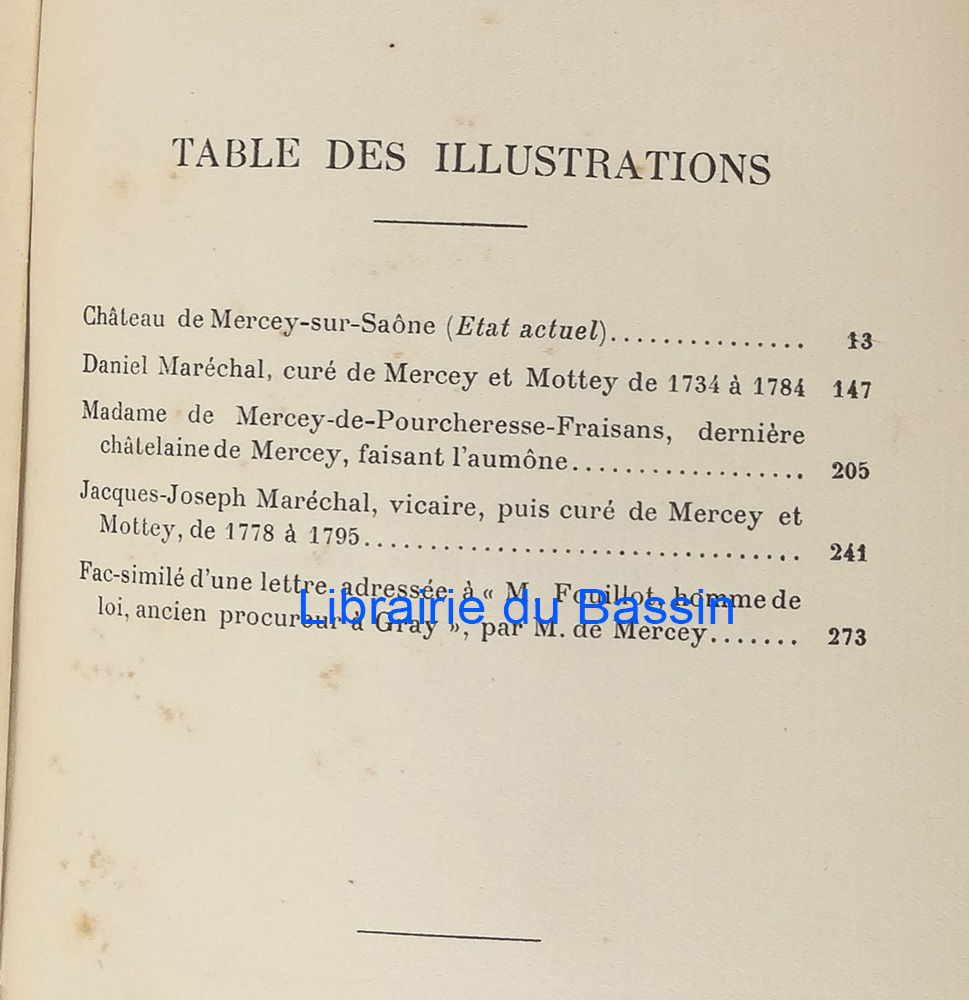 TABLE DES ILLUSTRATIONS
Château de Mercey-sur-Saône (Etat actuel)............... 13
Daniel Maréchal, curé de Mercey et Mottey de 1734 à 1784 147
Madame de Mercey-de-Pourcheresse-Fraisans, dernière
châtelaine de Mercey, faisant l'aumône.................. 205
Jacques-Joseph Maréchal, vicaire, puis curé de Mercey et
Mottey, de 1778 à 1795.................................. 241
Fac-similé d'une lettre adressée à « M. Fouillot, homme de
loi, ancien procureur à Gray », par M. de Mercey....... 273
Librairie du Bassin